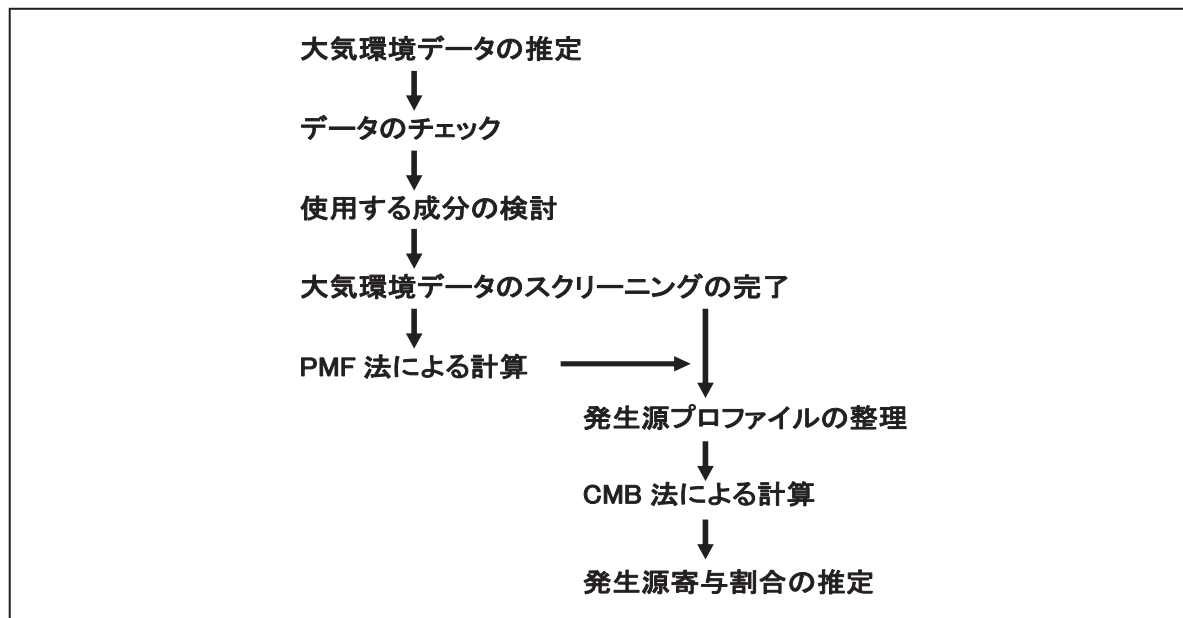 大気環境データの推定
データのチェック
使用する成分の検討
大気環境データのスクリーニングの完了
PMF 法による計算
発生源プロファイルの整理
CMB 法による計算
発生源寄与割合の推定